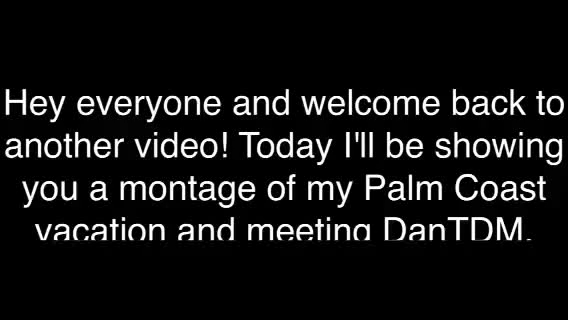 Hey everyone and welcome back to
another video! Today I'll be showing
you a montage of my Palm Coast
vacation and meeting DanTDM.